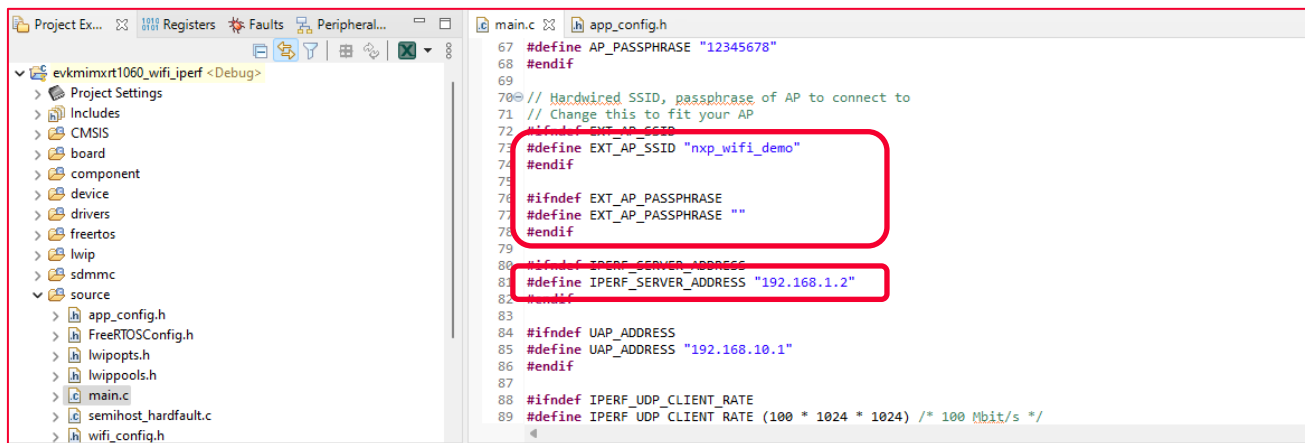 Project Ex... Registers Faults Peripheral...
evkmimxrt1060_wifi_iperf <Debug>
Project Settings
Includes
CMSIS
board
component
device
drivers
freertos
lwip
sdmmc
source
app_config.h
FreeRTOSConfig.h
lwipopts.h
lwippools.h
main.c
semihost_hardfault.c
wifi_config.h
main.c app_config.h
67 #define AP_PASSPHRASE "12345678"
68 #endif
69
70 // Hardwired SSID, passphrase of AP to connect to
71 // Change this to fit your AP
72 #ifndef EXT_AP_SSID
73 #define EXT_AP_SSID "nxp_wifi_demo"
74 #endif
75
76 #ifndef EXT_AP_PASSPHRASE
77 #define EXT_AP_PASSPHRASE ""
78 #endif
79
80 #ifndef IPERF_SERVER_ADDRESS
81 #define IPERF_SERVER_ADDRESS "192.168.1.2"
82 #endif
83
84 #ifndef UAP_ADDRESS
85 #define UAP_ADDRESS "192.168.10.1"
86 #endif
87
88 #ifndef IPERF_UDP_CLIENT_RATE
89 #define IPERF_UDP_CLIENT_RATE (100 * 1024 * 1024) /* 100 Mbit/s */